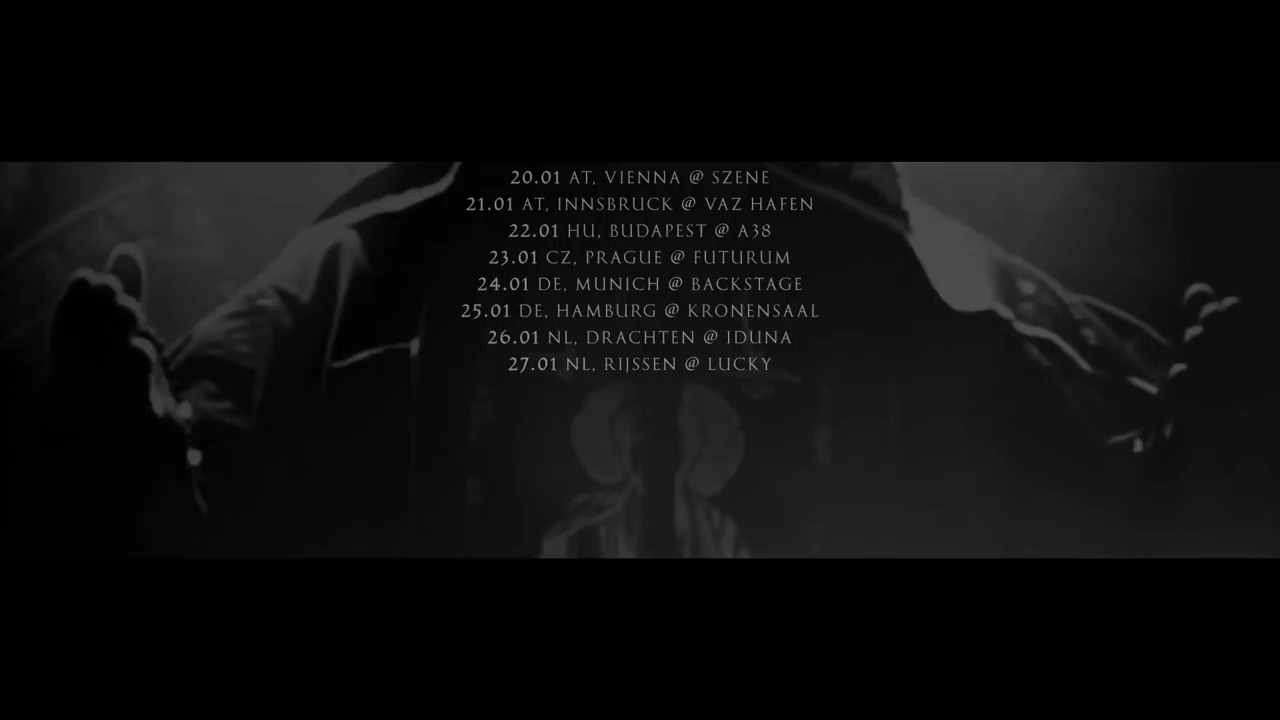 20.01 AT, VIENNA @ SZENE
21.01 AT, INNSBRUCK @ VAZ HAFEN
22.01 HU, BUDAPEST @ A38
23.01 CZ, PRAGUE @ FUTURUM
24.01 DE, MUNICH @ BACKSTAGE
25.01 DE, HAMBURG @ KRONENSAAL
26.01 NL, DRACHTEN @ IDUNA
27.01 NL, RIJSSEN @ LUCKY